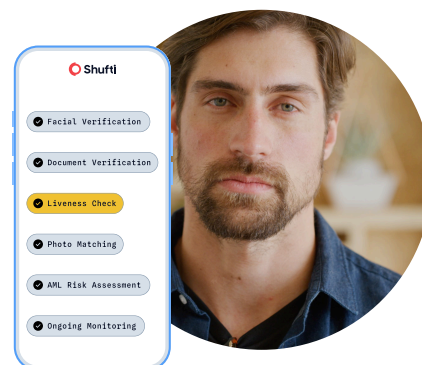 Shufti
Facial Verification
Document Verification
Liveness Check
Photo Matching
AML Risk Assessment
Ongoing Monitoring